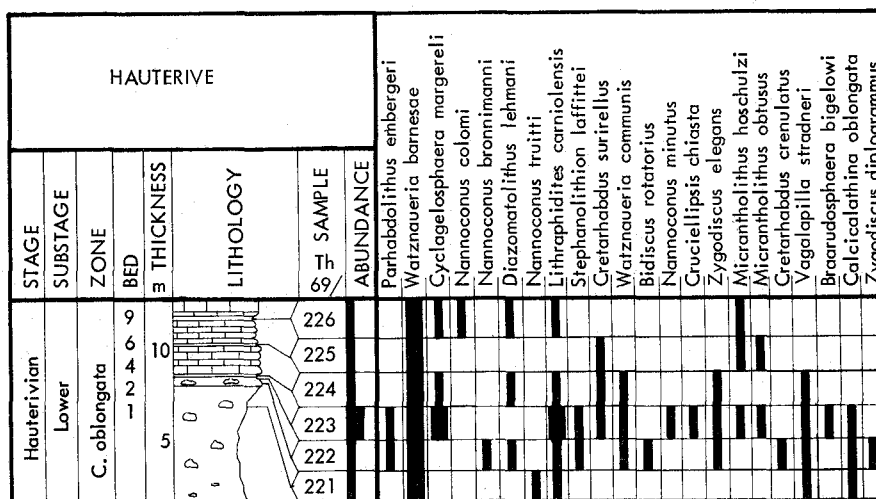 HAUTERIVE
STAGE
SUBSTAGE
ZONE
BED
m THICKNESS
LITHOLOGY
SAMPLE
Th
69/
ABUNDANCE
Parhabdolithus embergeri
Watznaueria barnesae
Cyclagelosphaera margereli
Nannoconus colomi
Nannoconus bronnimanni
Diazomatolithus lehmani
Nannoconus truitti
Lithraphidites carniolensis
Stephanolithion laffittei
Cretarhabdus surirellus
Watznaueria communis
Bidiscus rotatorius
Nannoconus minutus
Cruciellipsis chiasta
Zygodiscus elegans
Micrantholithus hoschulzi
Micrantholithus obtusus
Cretarhabdus crenulatus
Vagalapilla stradneri
Braarudosphaera bigelowi
Calcicalathina oblongata
Zygodiscus diplogrammus
Hauterivian
Lower
C. oblongata
9
6
4
2
1
10
5
226
225
224
223
222
221